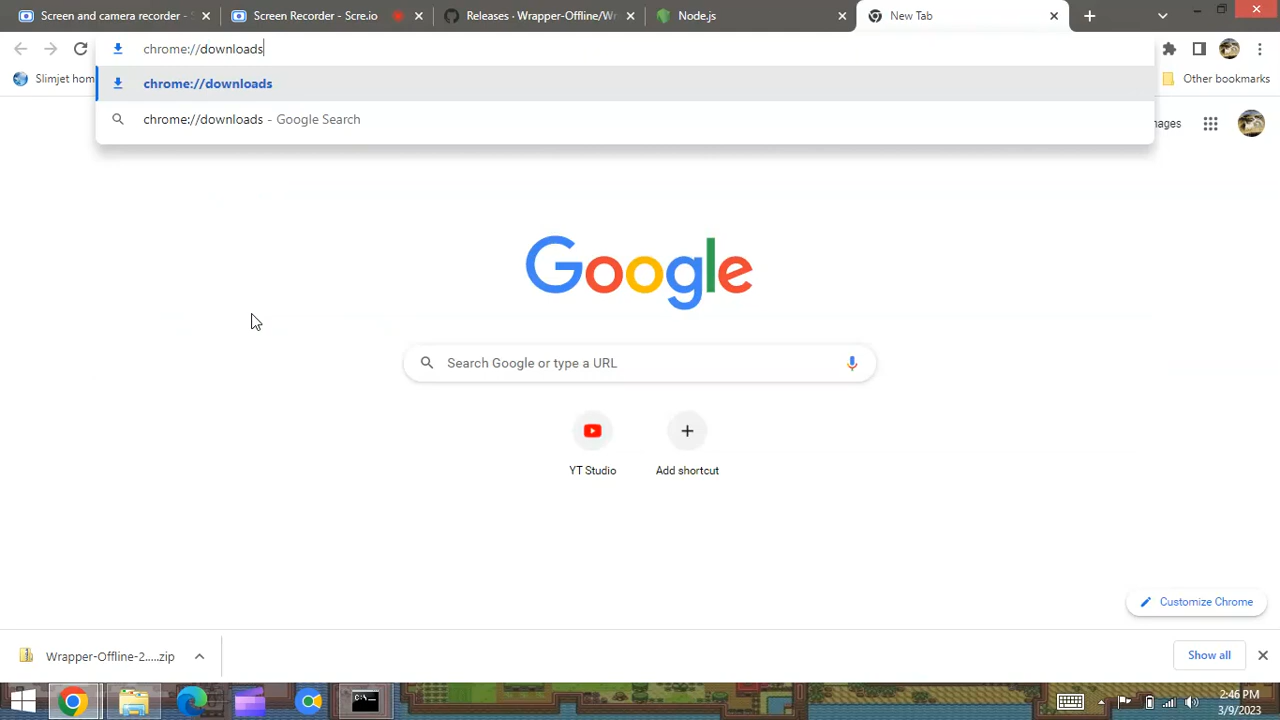 Screen and camera recorder -
Screen Recorder - Scre.io
Releases · Wrapper-Offline/W
Node.js
New Tab
chrome://downloads
Slimjet hom
Other bookmarks
chrome://downloads
chrome://downloads - Google Search
mages
Google
Search Google or type a URL
YT Studio
Add shortcut
Customize Chrome
Wrapper-Offline-2.....zip
Show all
C:\.
2:46 PM
3/9/2023